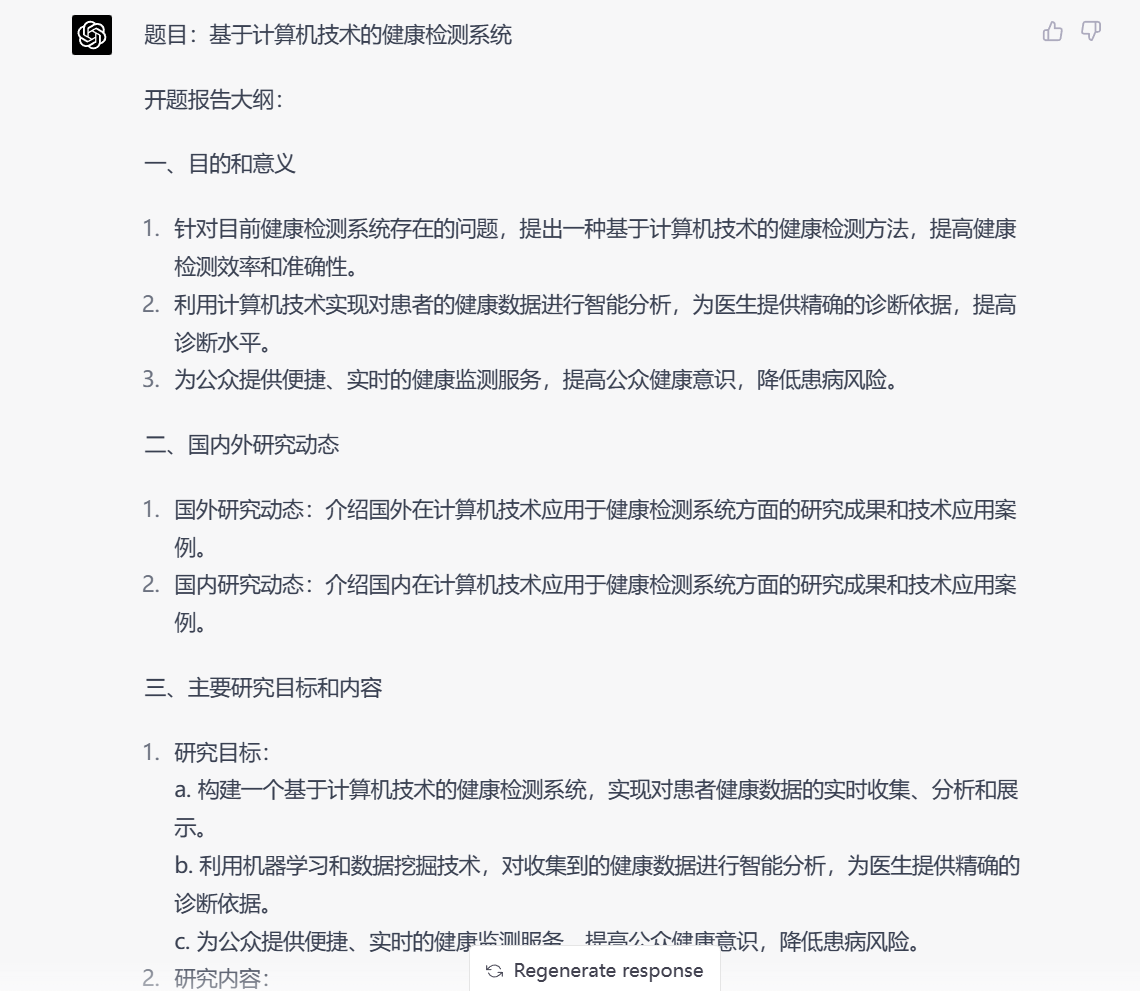 题目：基于计算机技术的健康检测系统
开题报告大纲：
一、目的和意义
1. 针对目前健康检测系统存在的问题，提出一种基于计算机技术的健康检测方法，提高健康
检测效率和准确性。
2. 利用计算机技术实现对患者的健康数据进行智能分析，为医生提供精确的诊断依据，提高
诊断水平。
3. 为公众提供便捷、实时的健康监测服务，提高公众健康意识，降低患病风险。
二、国内外研究动态
1. 国外研究动态：介绍国外在计算机技术应用于健康检测系统方面的研究成果和技术应用案
例。
2. 国内研究动态：介绍国内在计算机技术应用于健康检测系统方面的研究成果和技术应用案
例。
三、主要研究目标和内容
1. 研究目标：
a. 构建一个基于计算机技术的健康检测系统，实现对患者健康数据的实时收集、分析和展
示。
b. 利用机器学习和数据挖掘技术，对收集到的健康数据进行智能分析，为医生提供精确的
诊断依据。
c. 为公众提供便捷、实时的健康监测服务，提高公众健康意识，降低患病风险。
2. 研究内容：
Regenerate response